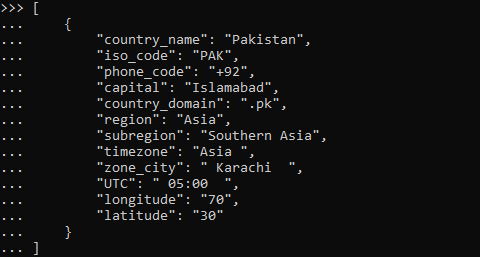 >>> [
...     {
...         "country_name": "Pakistan",
...         "iso_code": "PAK",
...         "phone_code": "+92",
...         "capital": "Islamabad",
...         "country_domain": ".pk",
...         "region": "Asia",
...         "subregion": "Southern Asia",
...         "timezone": "Asia ",
...         "zone_city": " Karachi  ",
...         "UTC": " 05:00  ",
...         "longitude": "70",
...         "latitude": "30"
...     }
... ]